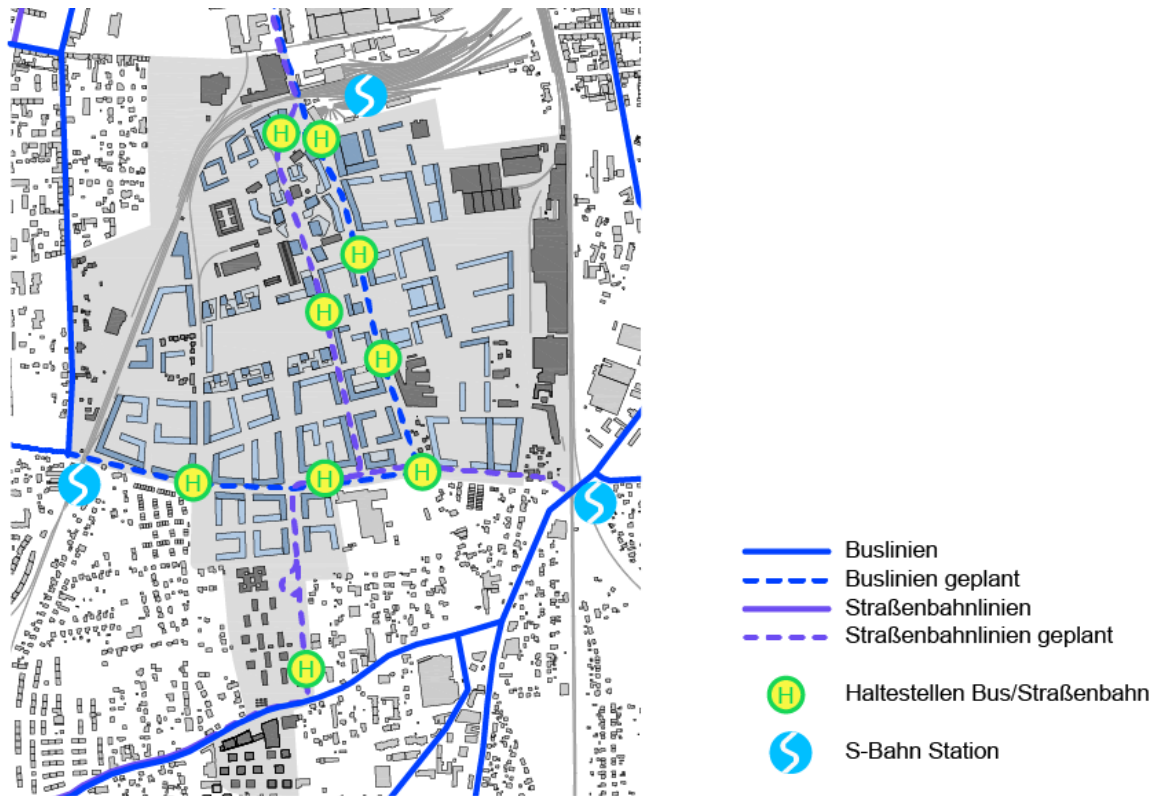 H
H
H
H
H
H
H
H
H
Buslinien
Buslinien geplant
Straßenbahnlinien
Straßenbahnlinien geplant
H
Haltestellen Bus/Straßenbahn
S-Bahn Station